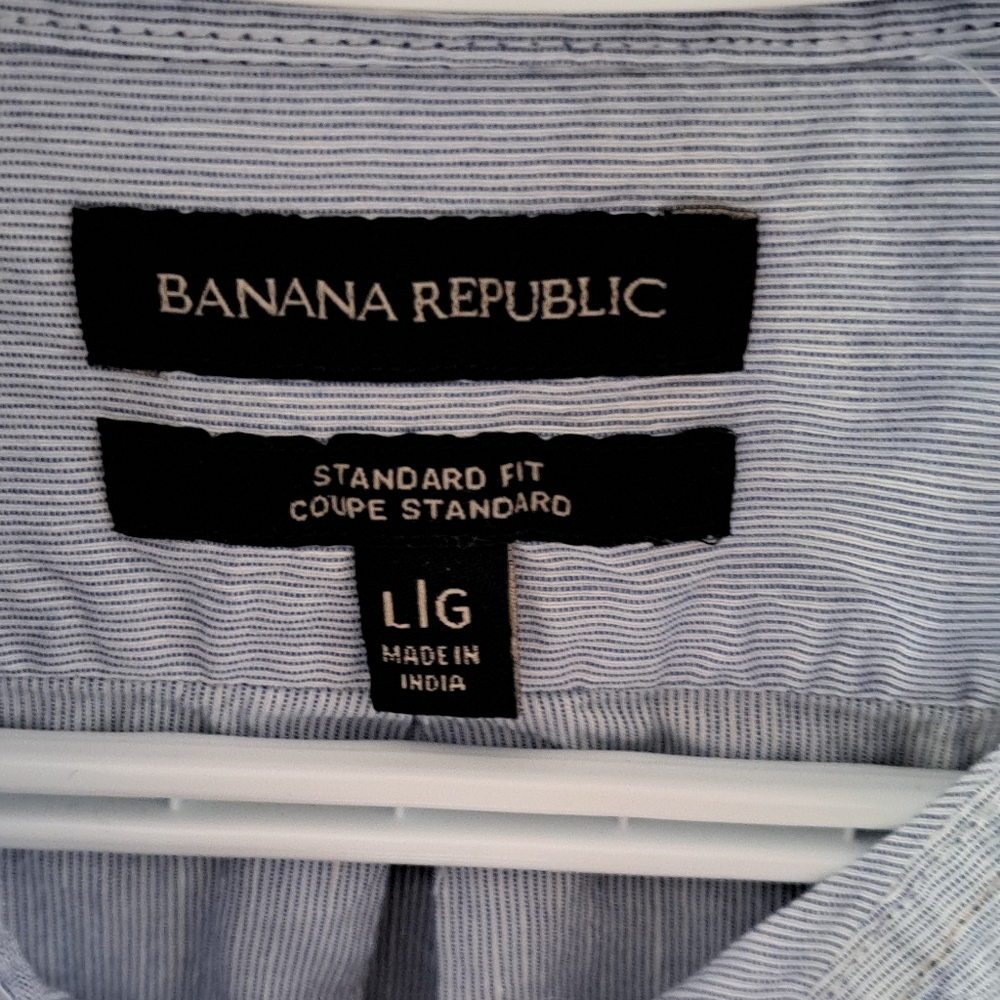 BANANA REPUBLIC
STANDARD FIT
COUPE STANDARD
L|G
MADE IN
INDIA